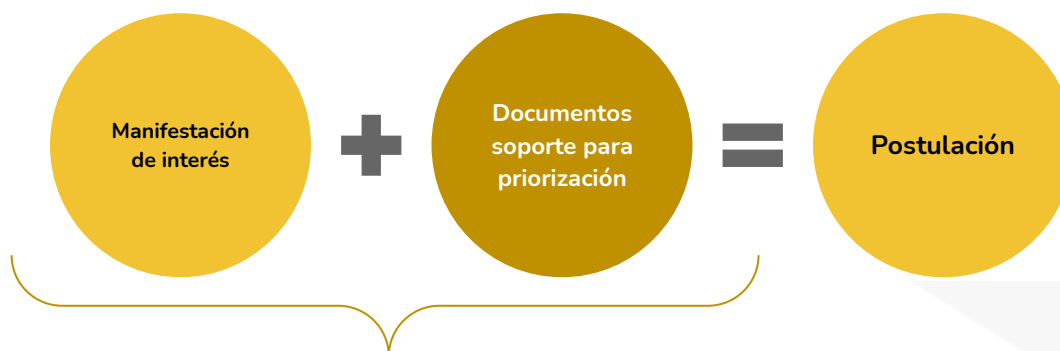 Manifestación
de interés
Documentos
soporte para
priorización
Postulación